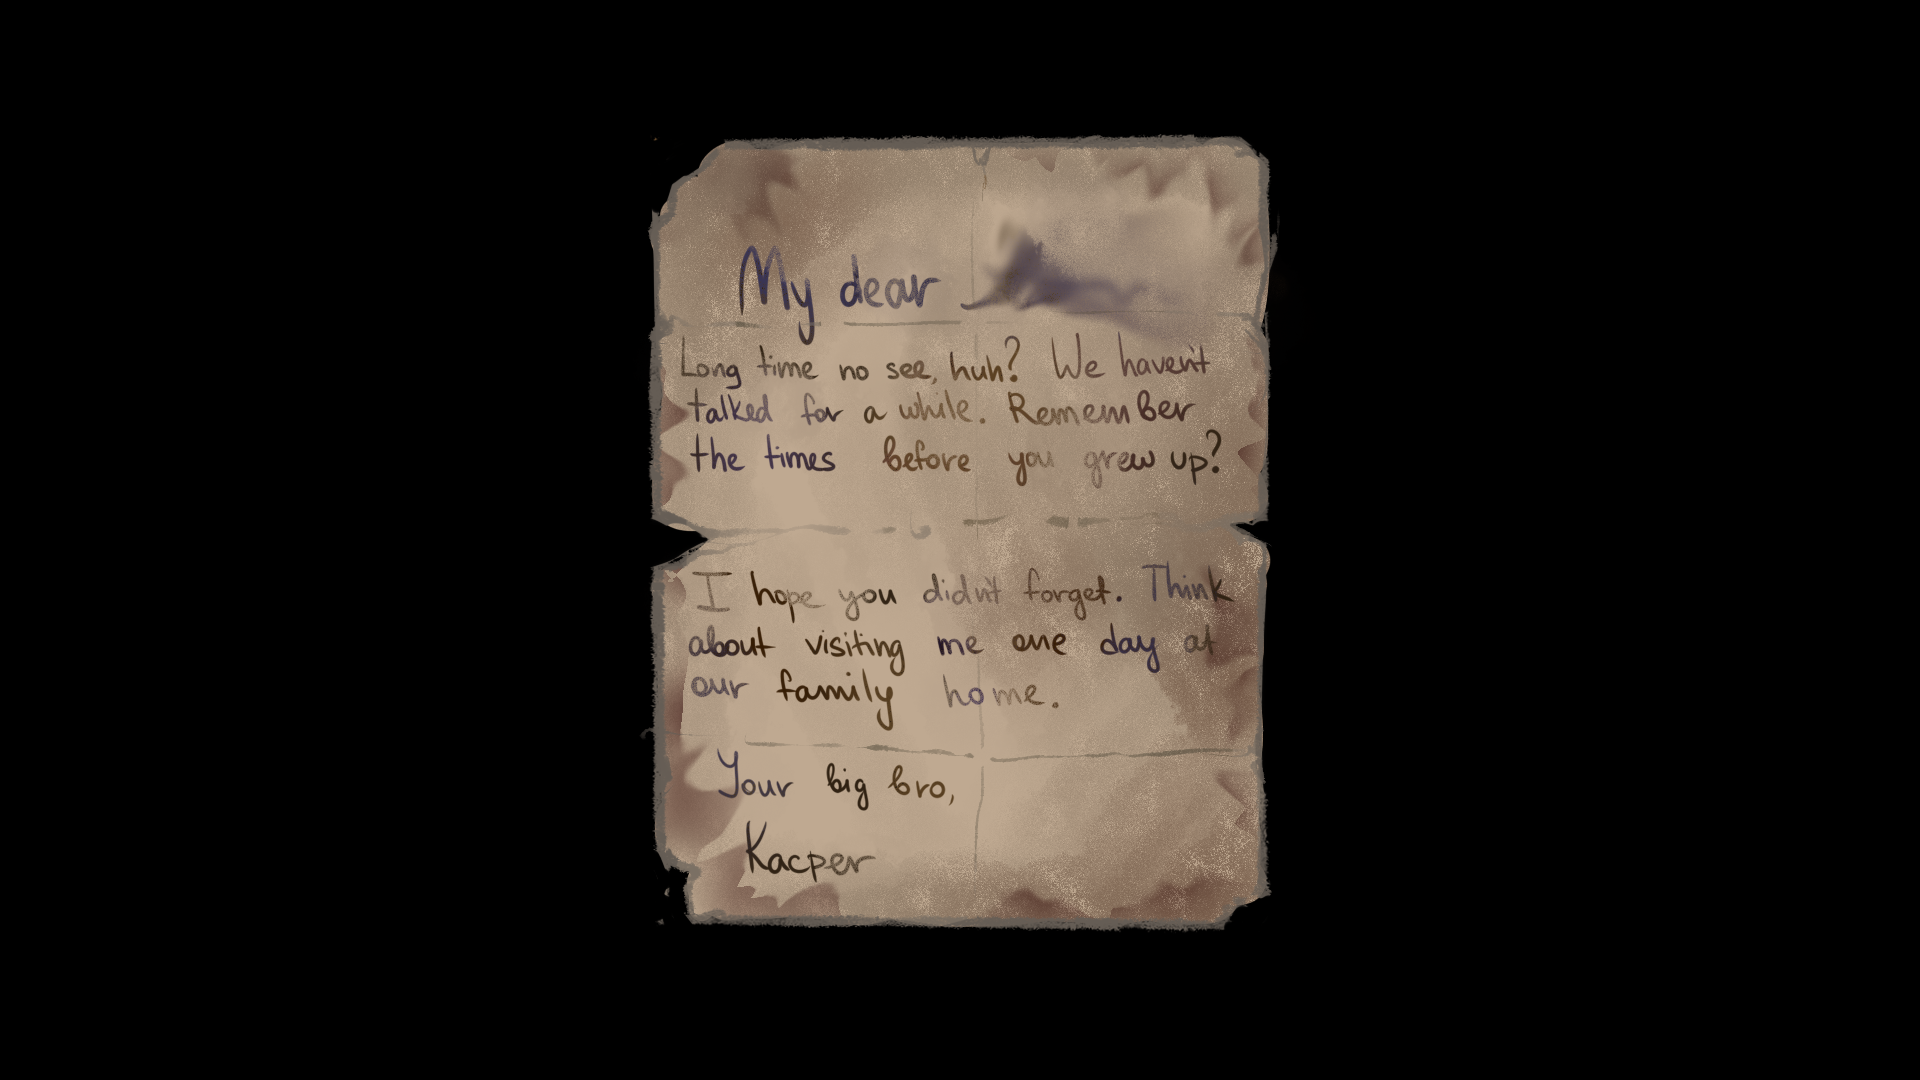 My dear
Long time no see, huh? We haven't
talked for a while. Remember
the times before you grew up?
I hope you didn't forget. Think
about visiting me one day at
our family home.
Your big bro,
Kacper